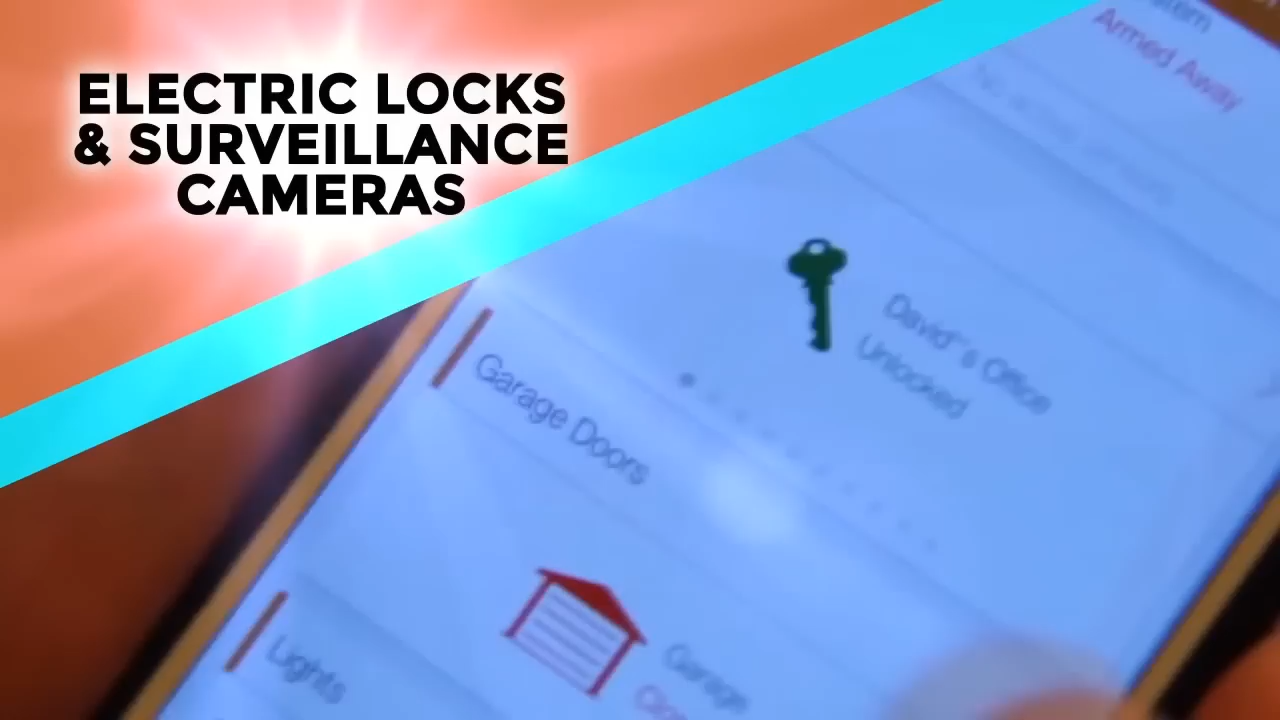 ELECTRIC LOCKS
& SURVEILLANCE
CAMERAS
Armed Away
David"s Office
Unlocked
Garage Doors
Garage
Lights